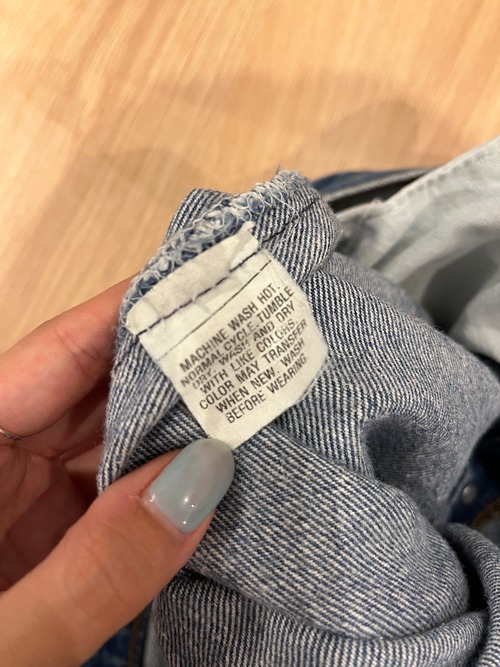 MACHINE WASH HOT,
NORMAL CYCLE, TUMBLE
DRY. WASH AND DRY
WITH LIKE COLORS.
COLOR MAY TRANSFER
WHEN NEW. WASH
BEFORE WEARING